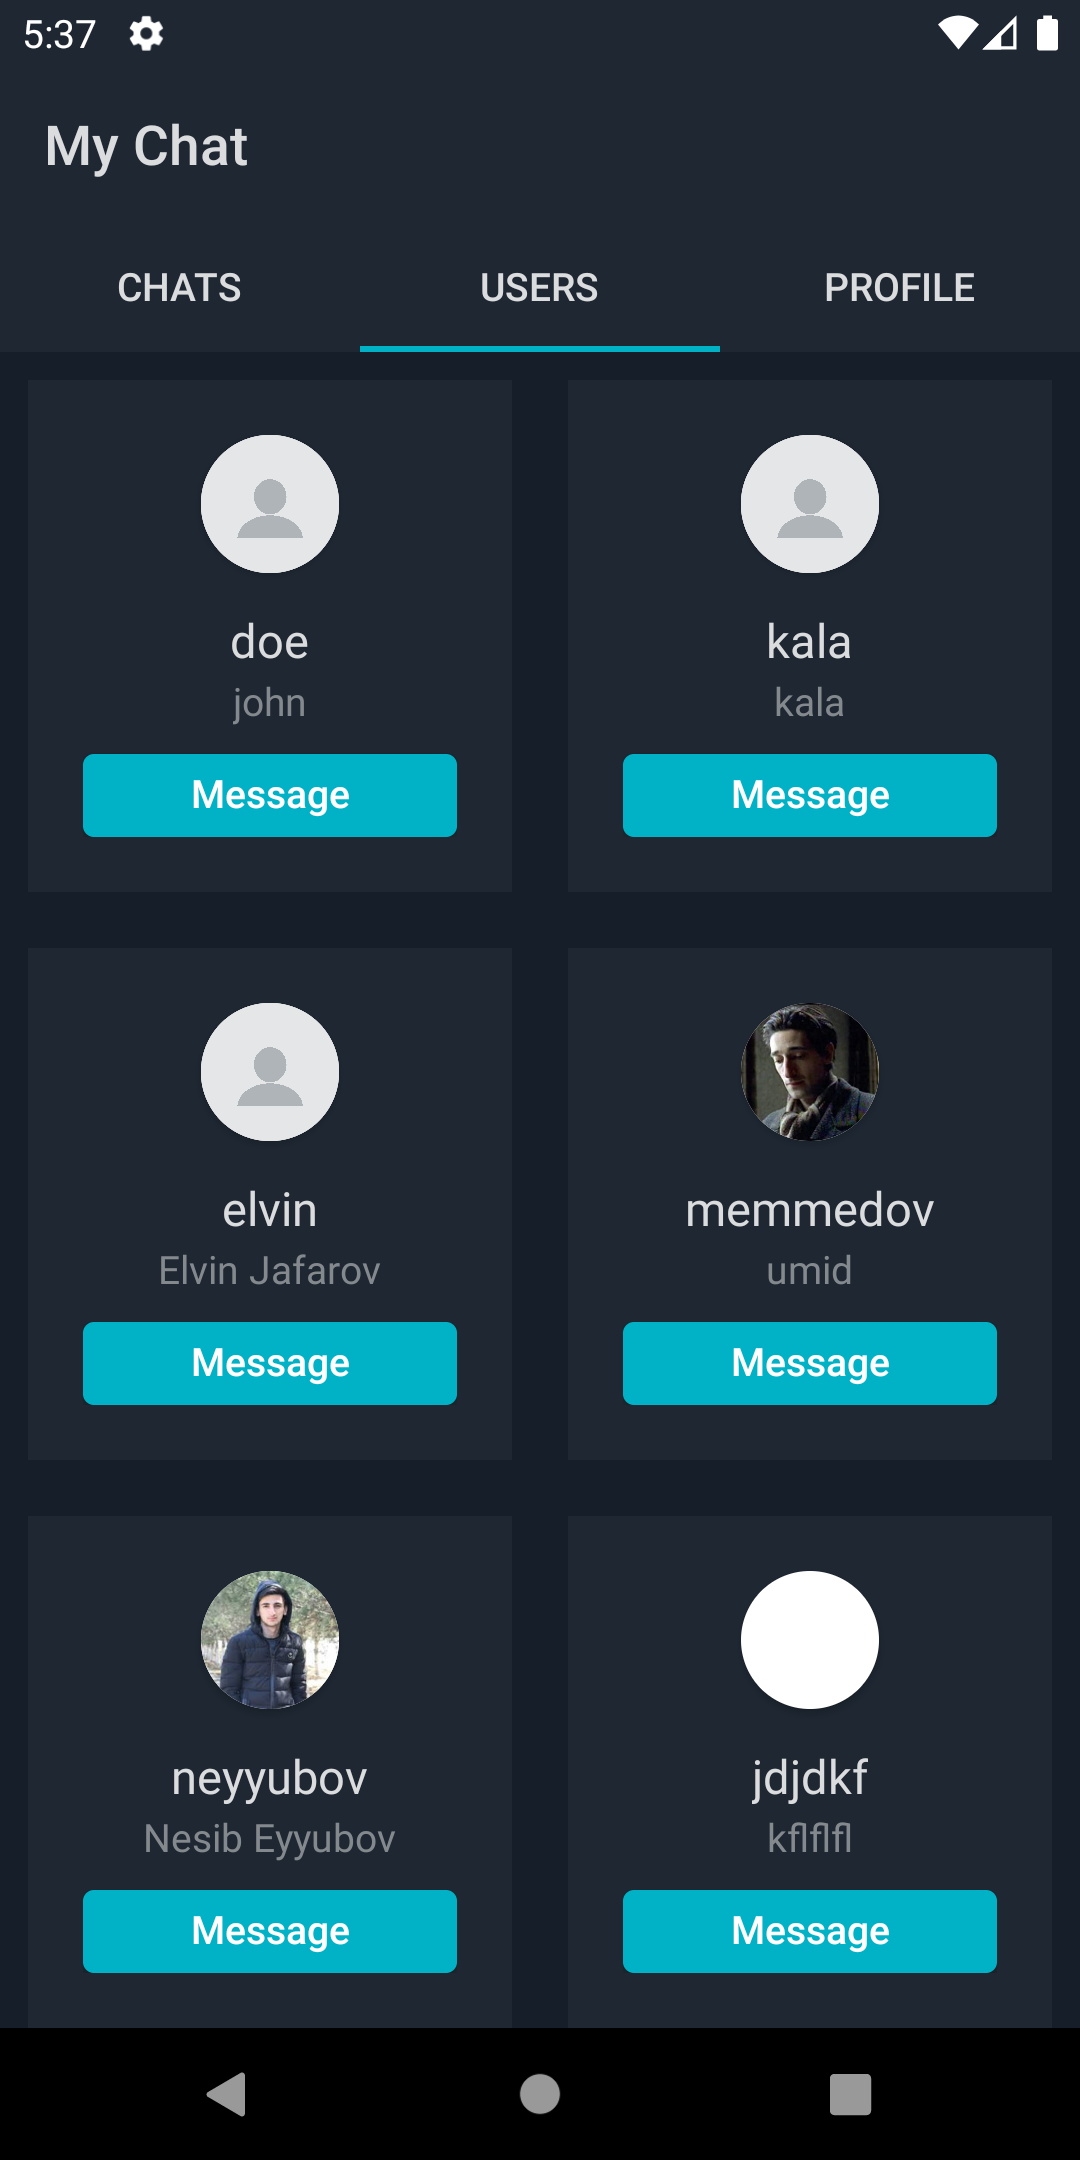 5:37
My Chat
CHATS USERS PROFILE
doe
john
Message
kala
kala
Message
elvin
Elvin Jafarov
Message
memmedov
umid
Message
neyyubov
Nesib Eyyubov
Message
jdjdkf
kflflfl
Message